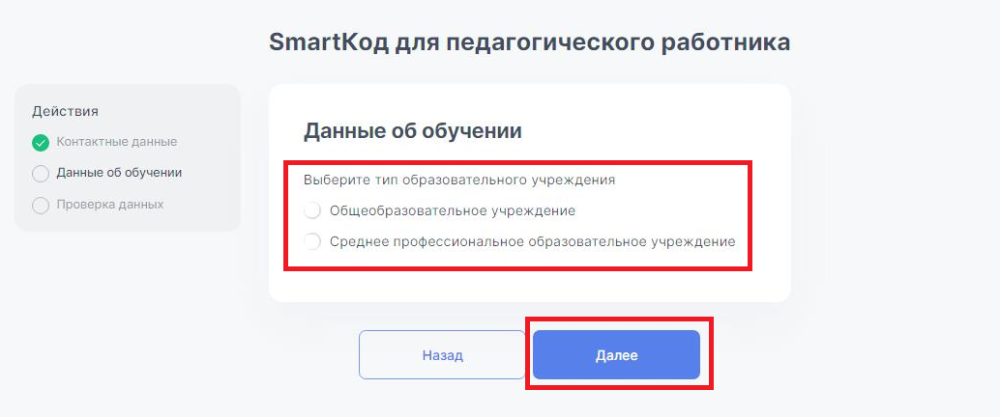 SmartКод для педагогического работника
Действия
Контактные данные
Данные об обучении
Проверка данных
Данные об обучении
Выберите тип образовательного учреждения
Общеобразовательное учреждение
Среднее профессиональное образовательное учреждение
Назад
Далее